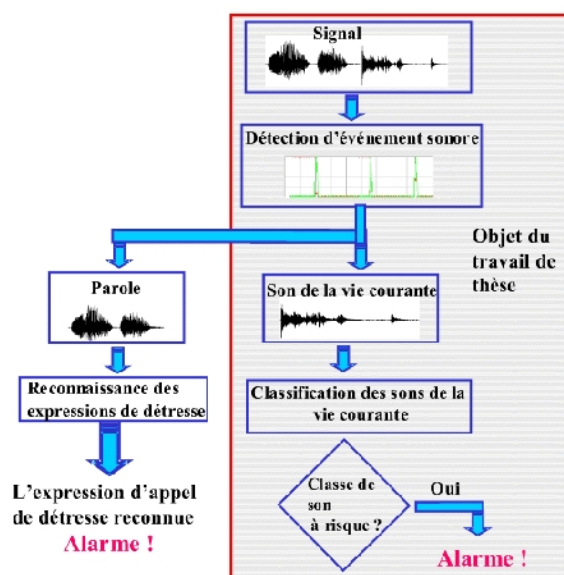 Signal
Détection d'événement sonore
Objet du
travail de
thèse
Parole
Son de la vie courante
Reconnaissance des
expressions de détresse
Classification des sons de la
vie courante
L'expression d'appel
de détresse reconnue
Alarme !
Classe de
son
à risque ?
Oui
Alarme !